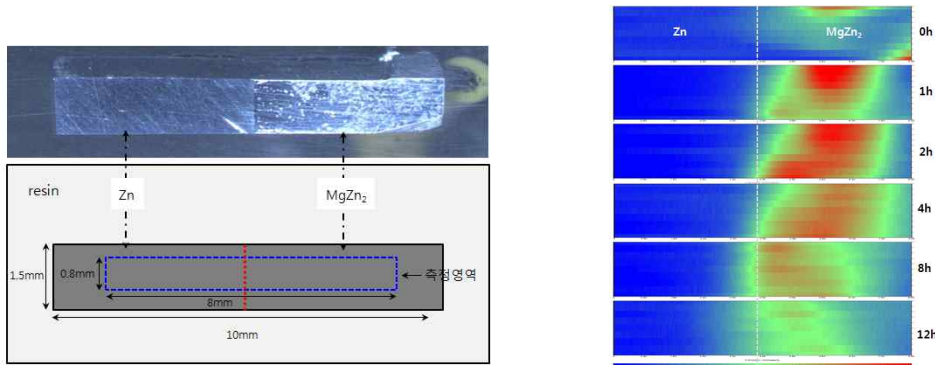 resin
Zn
MgZn₂
1.5mm
0.8mm
측정영역
8mm
10mm
Zn
MgZn₂
0h
1h
2h
4h
8h
12h